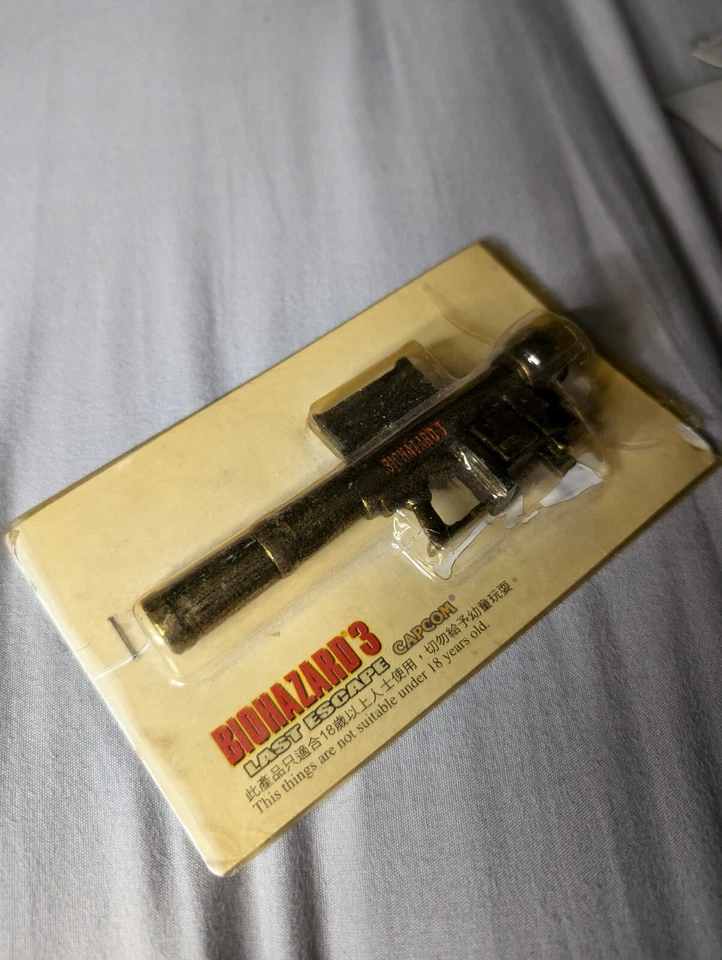 BIOHAZARD 3
BIOHAZARD® 3
LAST ESCAPE CAPCOM®
此產品只適合18歲以上人士使用，切勿給予幼童玩耍。
This things are not suitable under 18 years old.